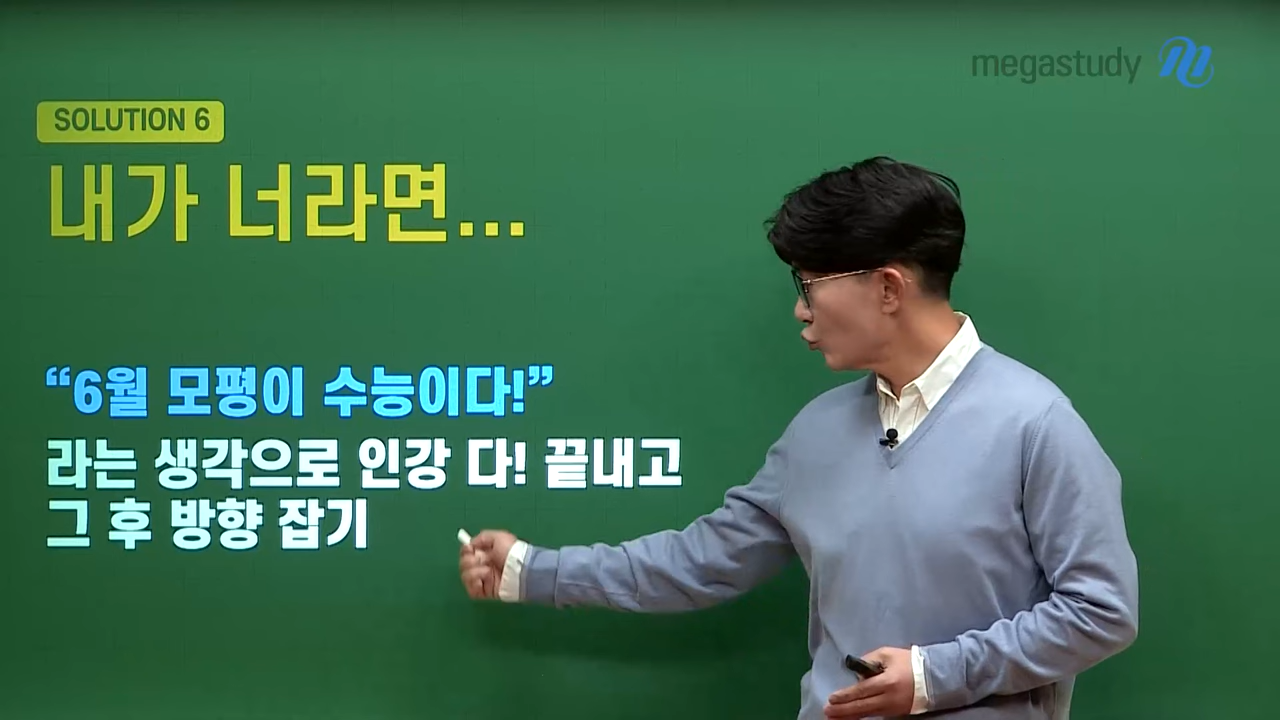 megastudy
SOLUTION 6
내가 너라면...
“6월 모평이 수능이다!”
라는 생각으로 인강 다! 끝내고
그 후 방향 잡기